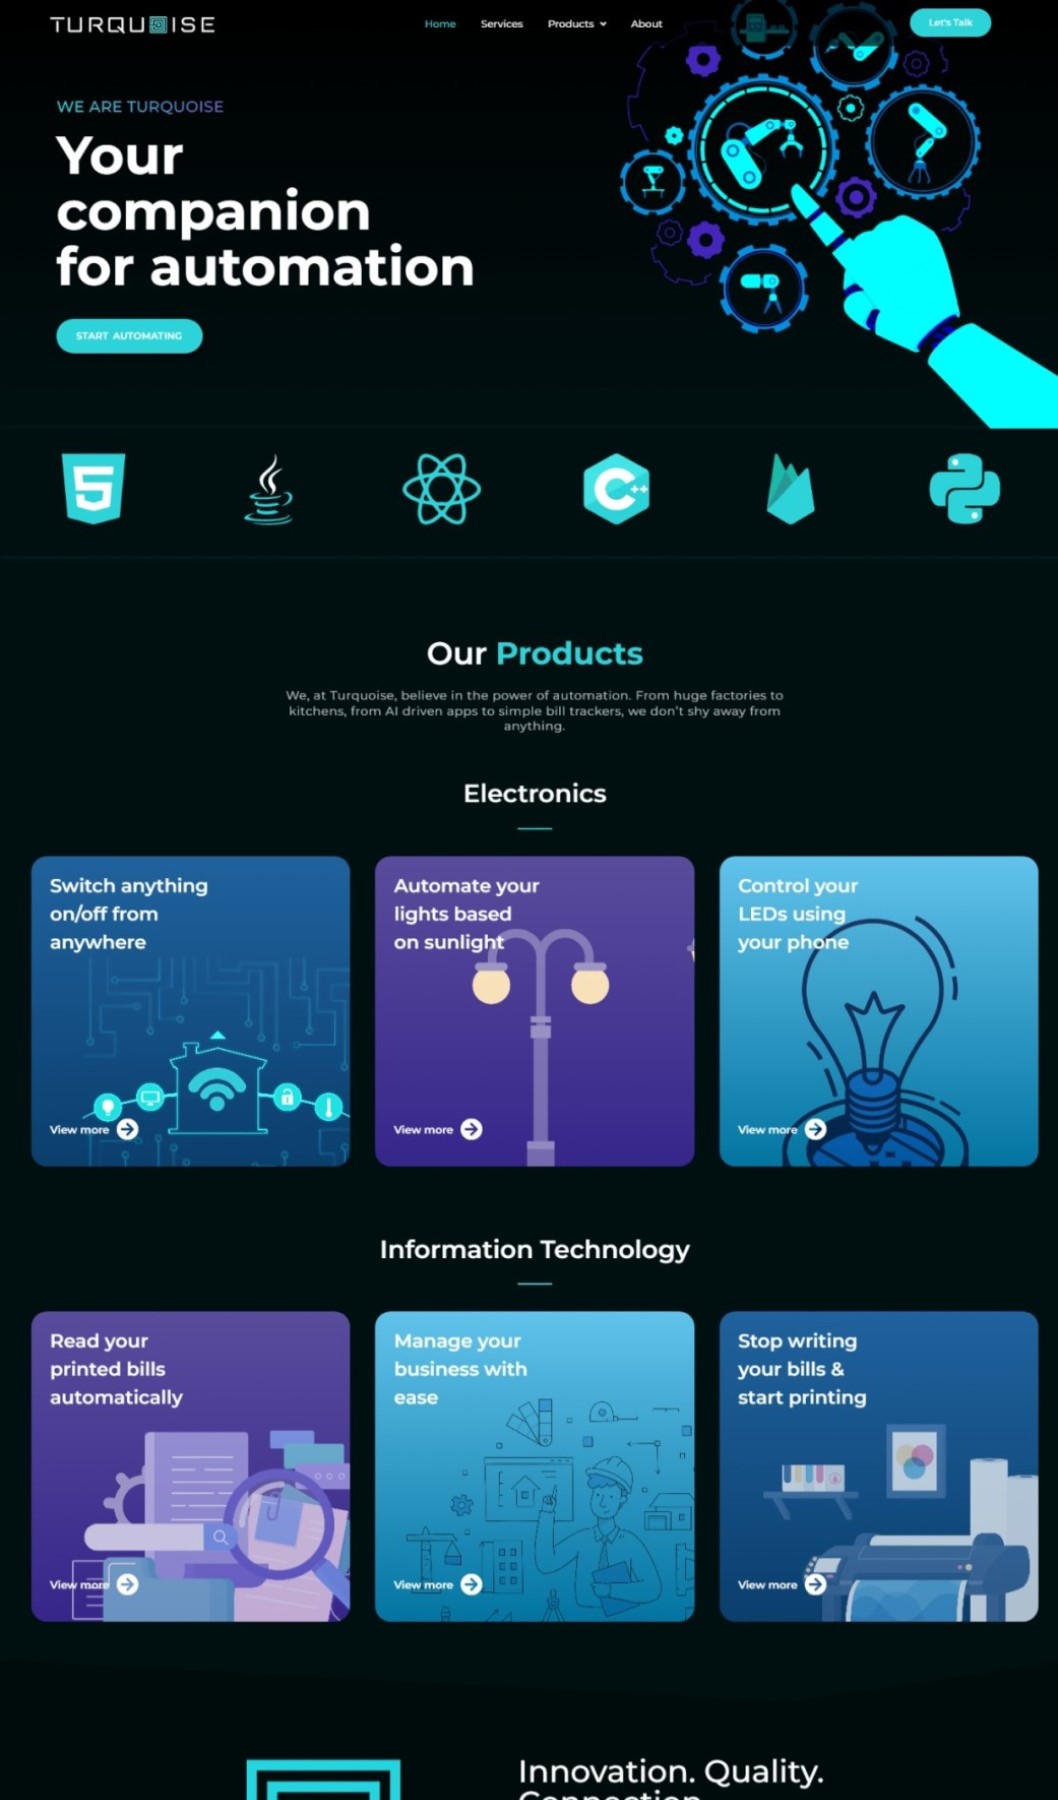 TURQUOISE
Home
Services
Products
About
Let's Talk
WE ARE TURQUOISE
Your
companion
for automation
START AUTOMATING
5
C++
Our Products
We, at Turquoise, believe in the power of automation. From huge factories to
kitchens, from AI driven apps to simple bill trackers, we don't shy away from
anything.
Electronics
Switch anything
on/off from
anywhere
View more
Automate your
lights based
on sunlight
View more
Control your
LEDs using
your phone
View more
Information Technology
Read your
printed bills
automatically
View more
Manage your
business with
ease
View more
Stop writing
your bills &
start printing
View more
Innovation. Quality.
Connection